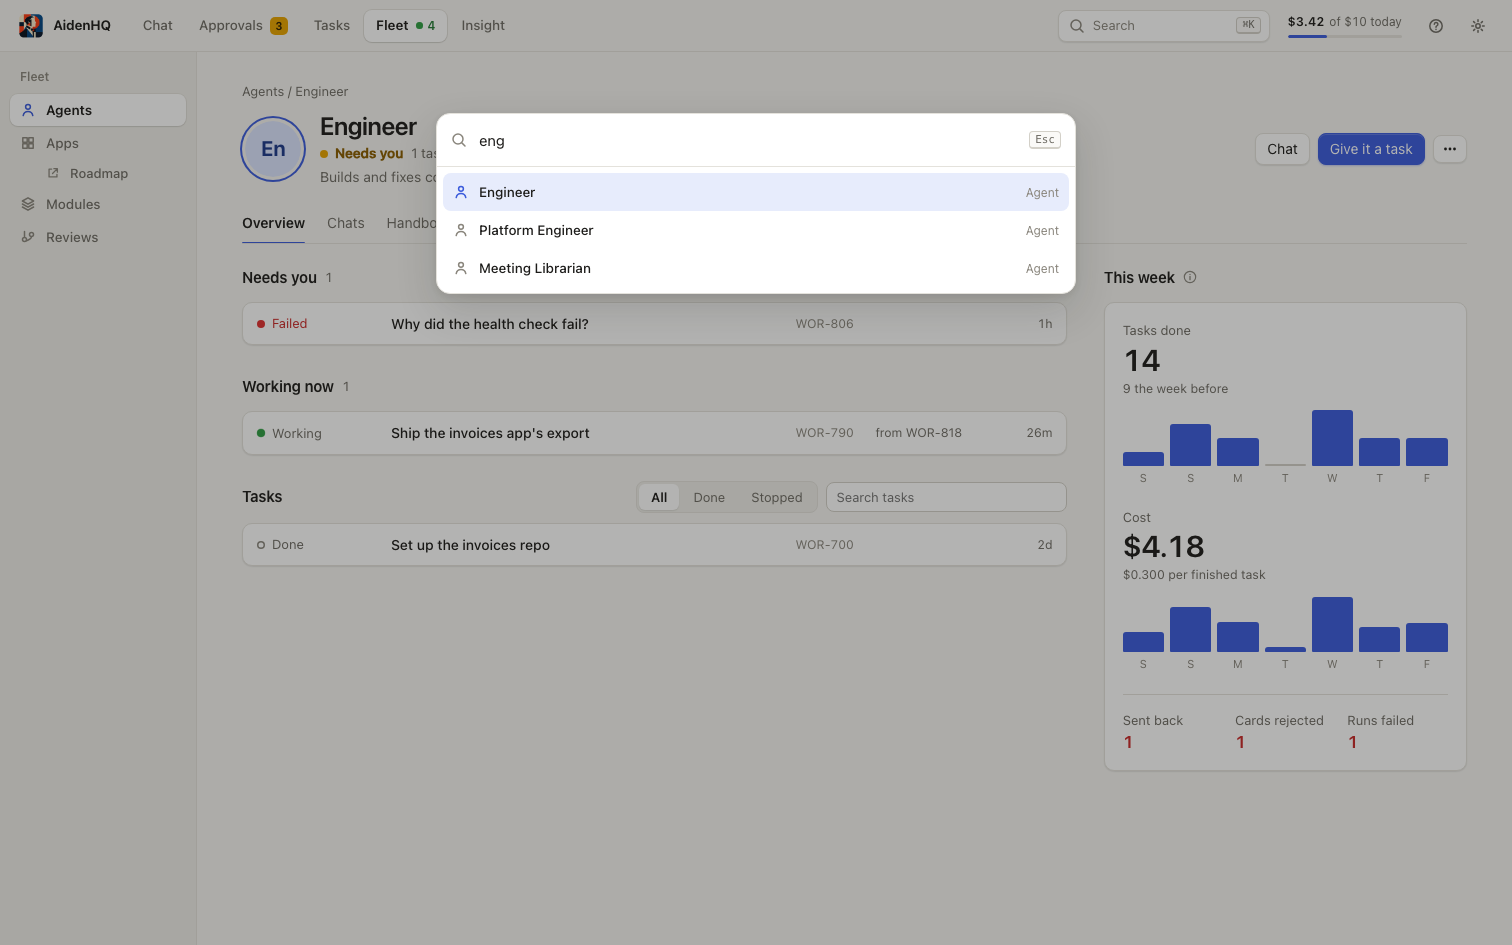 AidenHQ
Chat
Approvals 3
Tasks
Fleet 4
Insight
Search ⌘K
$3.42 of $10 today
Fleet
Agents
Apps
Roadmap
Modules
Reviews
Agents / Engineer
En
Engineer
Needs you 1
Builds and fixes
Chat
Give it a task
Overview
Chats
eng
Esc
Engineer Agent
Platform Engineer Agent
Meeting Librarian Agent
Needs you 1
Failed Why did the health check fail? WOR-806 1h
Working now 1
Working Ship the invoices app's export WOR-790 from WOR-818 26m
Tasks
All Done Stopped
Search tasks
Done Set up the invoices repo WOR-700 2d
This week
Tasks done
14
9 the week before
S S M T W T F
Cost
$4.18
$0.300 per finished task
S S M T W T F
Sent back Cards rejected Runs failed
1 1 1